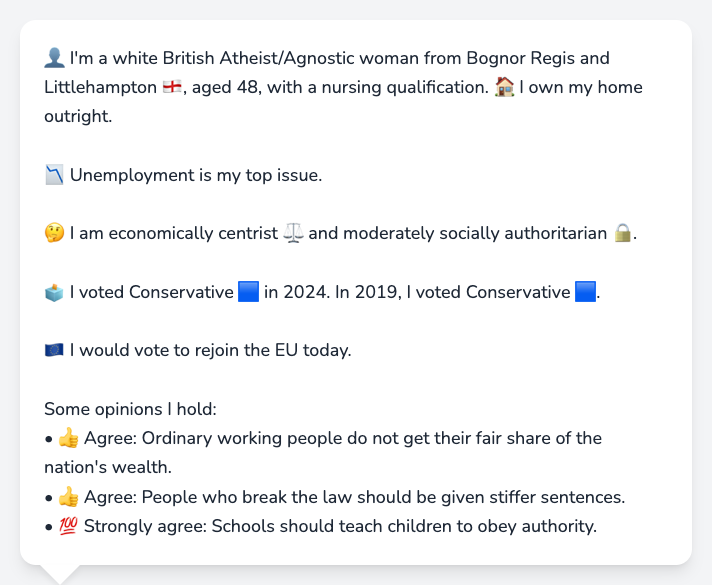 👤 I'm a white British Atheist/Agnostic woman from Bognor Regis and
Littlehampton 🏴󠁧󠁢󠁥󠁮󠁧󠁿, aged 48, with a nursing qualification. 🏠 I own my home
outright.
📉 Unemployment is my top issue.
🤔 I am economically centrist ⚖️ and moderately socially authoritarian 🔒.
🗳️ I voted Conservative 🟦 in 2024. In 2019, I voted Conservative 🟦.
🇪🇺 I would vote to rejoin the EU today.
Some opinions I hold:
• 👍 Agree: Ordinary working people do not get their fair share of the
nation's wealth.
• 👍 Agree: People who break the law should be given stiffer sentences.
• 💯 Strongly agree: Schools should teach children to obey authority.